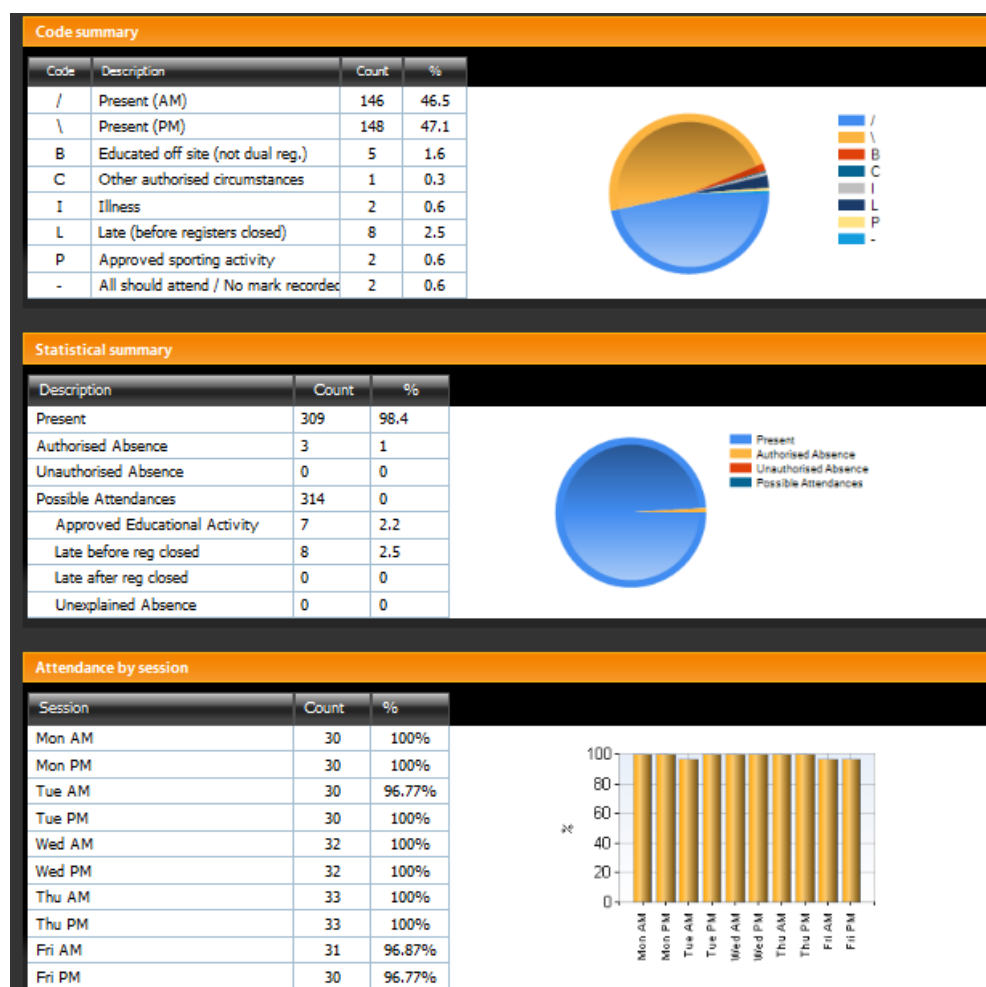 Code summary
Code Description Count %
/ Present (AM) 146 46.5
\ Present (PM) 148 47.1
B Educated off site (not dual reg.) 5 1.6
C Other authorised circumstances 1 0.3
I Illness 2 0.6
L Late (before registers closed) 8 2.5
P Approved sporting activity 2 0.6
- All should attend / No mark recorded 2 0.6
/
\
B
C
I
L
P
-
Statistical summary
Description Count %
Present 309 98.4
Authorised Absence 3 1
Unauthorised Absence 0 0
Possible Attendances 314 0
Approved Educational Activity 7 2.2
Late before reg closed 8 2.5
Late after reg closed 0 0
Unexplained Absence 0 0
Present
Authorised Absence
Unauthorised Absence
Possible Attendances
Attendance by session
Session Count %
Mon AM 30 100%
Mon PM 30 100%
Tue AM 30 96.77%
Tue PM 30 100%
Wed AM 32 100%
Wed PM 32 100%
Thu AM 33 100%
Thu PM 33 100%
Fri AM 31 96.87%
Fri PM 30 96.77%
100
80
60
40
20
0
%
Mon AM
Mon PM
Tue AM
Tue PM
Wed AM
Wed PM
Thu AM
Thu PM
Fri AM
Fri PM